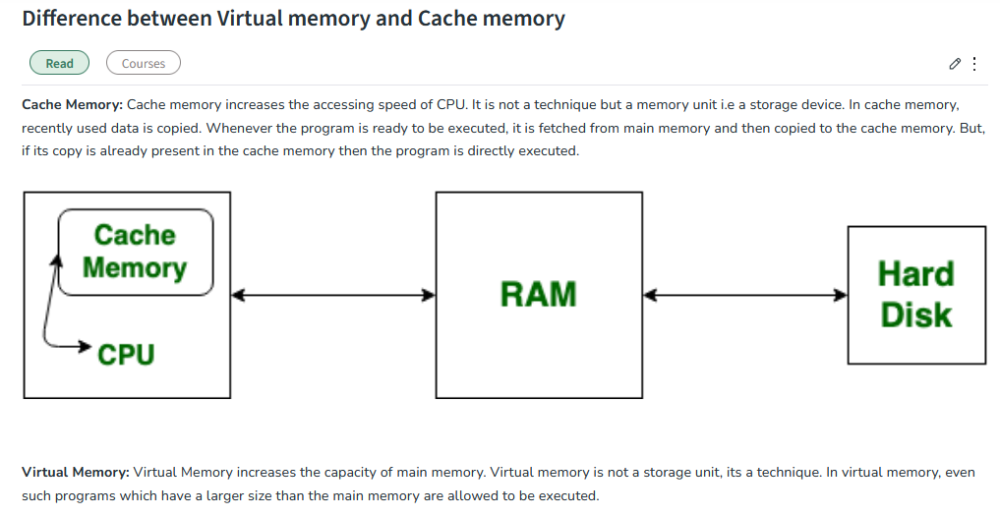 Difference between Virtual memory and Cache memory
Read
Courses
Cache Memory: Cache memory increases the accessing speed of CPU. It is not a technique but a memory unit i.e a storage device. In cache memory,
recently used data is copied. Whenever the program is ready to be executed, it is fetched from main memory and then copied to the cache memory. But,
if its copy is already present in the cache memory then the program is directly executed.
Cache
Memory
CPU
RAM
Hard
Disk
Virtual Memory: Virtual Memory increases the capacity of main memory. Virtual memory is not a storage unit, its a technique. In virtual memory, even
such programs which have a larger size than the main memory are allowed to be executed.